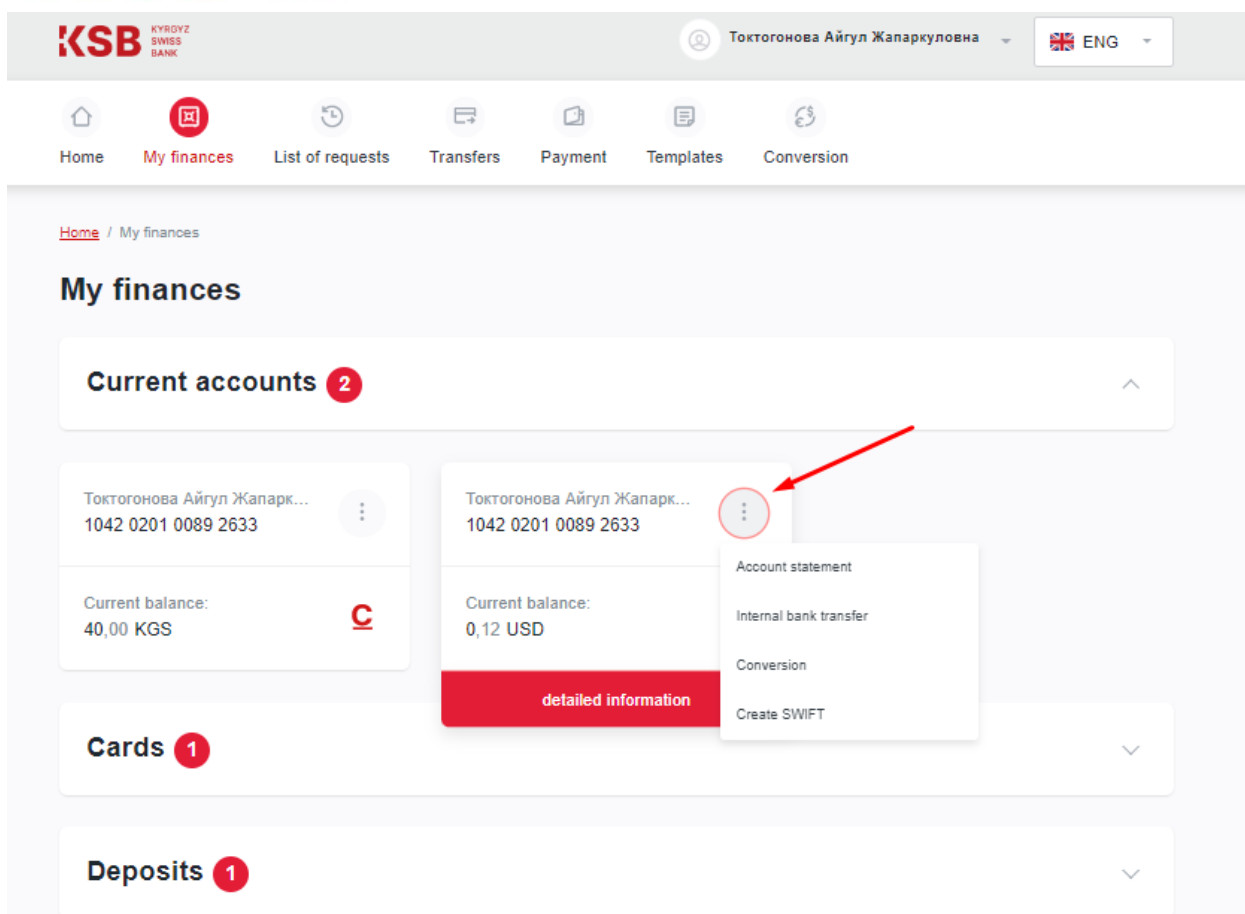 KSB KYRGYZ
SWISS
BANK
Токтогонова Айгул Жапаркуловна
ENG
Home My finances List of requests Transfers Payment Templates Conversion
Home / My finances
My finances
Current accounts 2
Токтогонова Айгул Жапарк...
1042 0201 0089 2633
Current balance:
40,00 KGS
С
Токтогонова Айгул Жапарк...
1042 0201 0089 2633
Current balance:
0,12 USD
detailed information
Account statement
Internal bank transfer
Conversion
Create SWIFT
Cards 1
Deposits 1